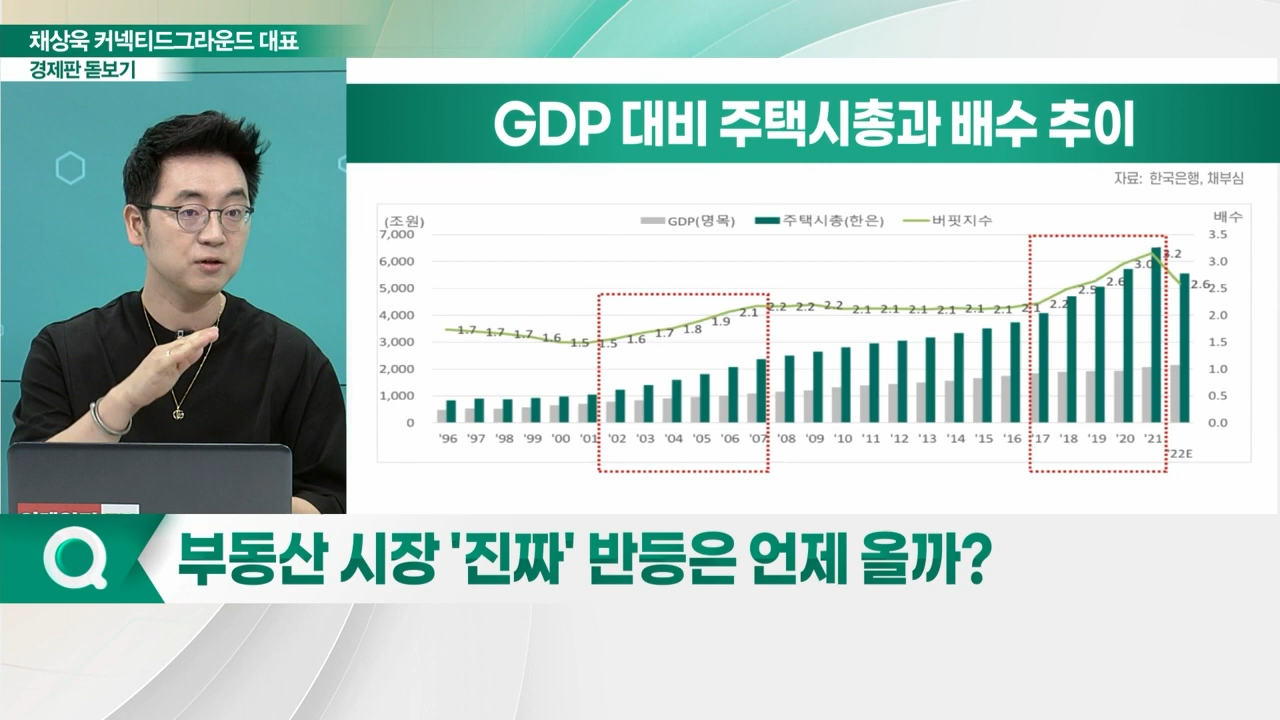 채상욱 커넥티드그라운드 대표
경제판 돋보기
GDP 대비 주택시총과 배수 추이
자료: 한국은행, 채부심
(조원) GDP(명목) 주택시총(한은) 버핏지수 배수
7,000 3.5
6,000 3.0
5,000 2.5
4,000 2.0
3,000 1.5
2,000 1.0
1,000 0.5
0 0.0
1.7 1.7 1.7 1.6 1.5 1.5 1.6 1.7 1.8 1.9 2.1 2.2 2.2 2.2 2.1 2.1 2.1 2.1 2.1 2.1 2.1 2.2 2.5 2.6 3.0 3.2 2.6
'96 '97 '98 '99 '00 '01 '02 '03 '04 '05 '06 '07 '08 '09 '10 '11 '12 '13 '14 '15 '16 '17 '18 '19 '20 '21
'22E
부동산 시장 '진짜' 반등은 언제 올까?